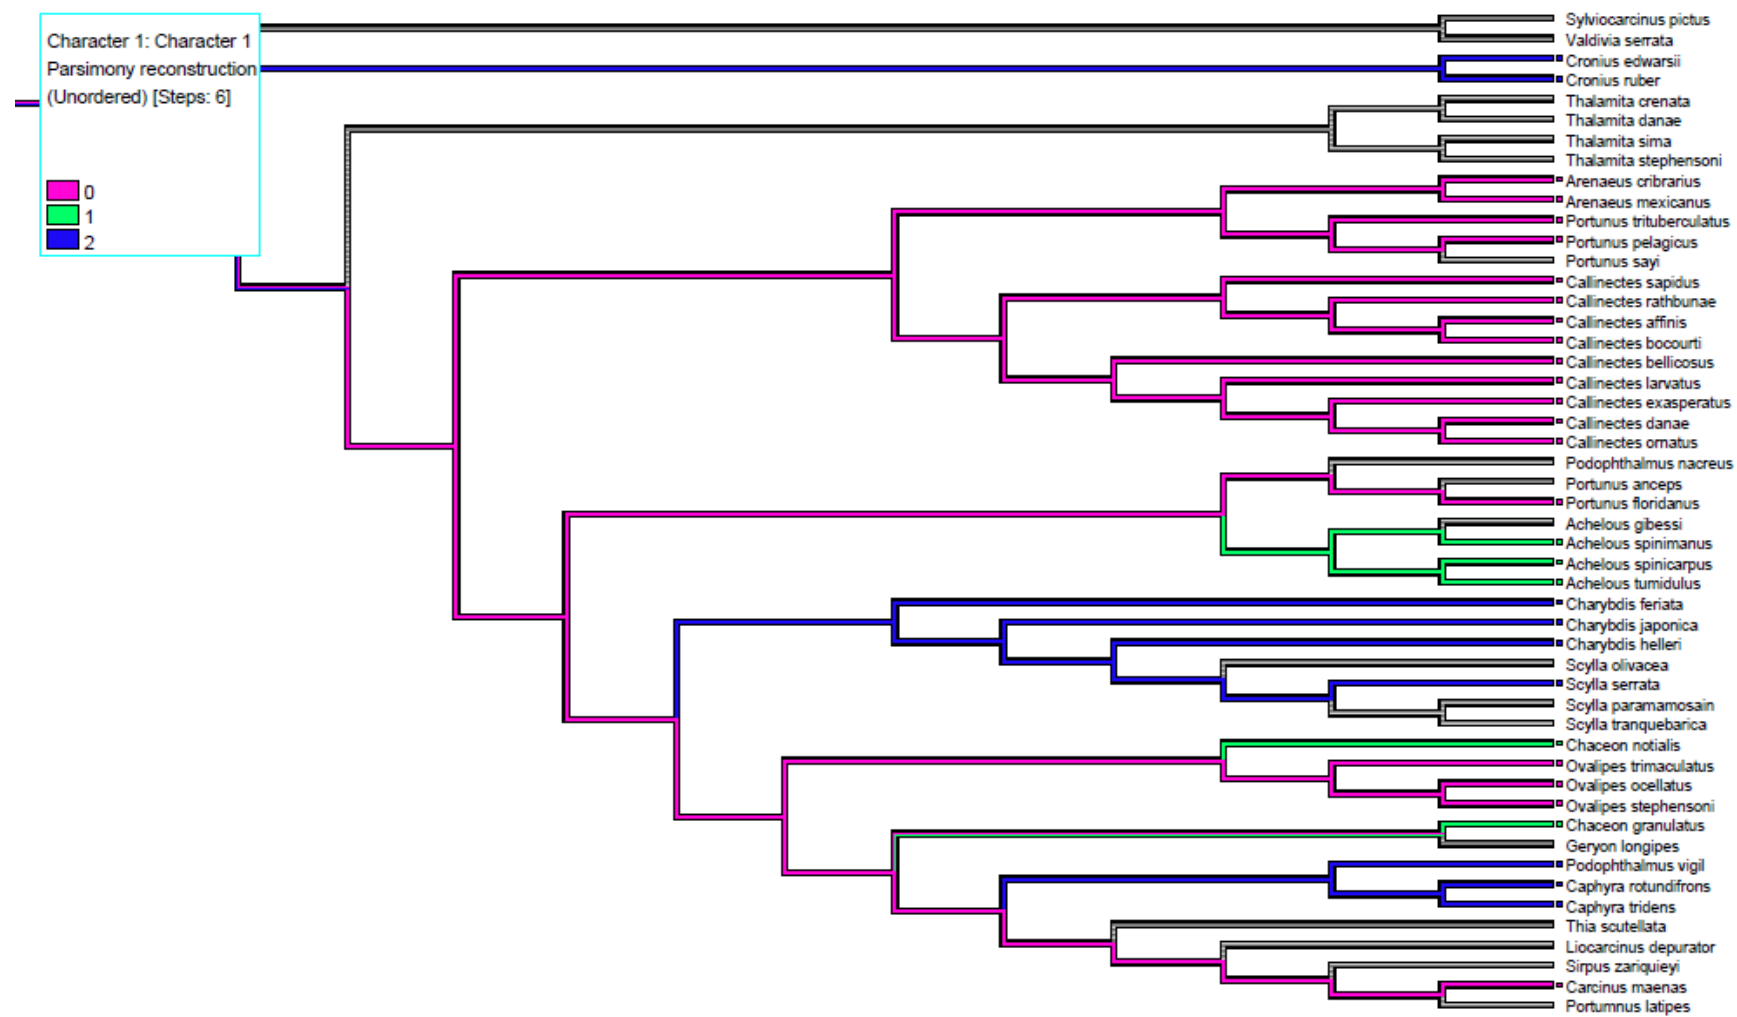 Character 1: Character 1
Parsimony reconstruction
(Unordered) [Steps: 6]
0
1
2
Sylviocarcinus pictus
Valdivia serrata
Cronius edwarsii
Cronius ruber
Thalamita crenata
Thalamita danae
Thalamita sima
Thalamita stephensoni
Arenaeus cribrarius
Arenaeus mexicanus
Portunus trituberculatus
Portunus pelagicus
Portunus sayi
Callinectes sapidus
Callinectes rathbunae
Callinectes affinis
Callinectes bocourti
Callinectes bellicosus
Callinectes larvatus
Callinectes exasperatus
Callinectes danae
Callinectes ornatus
Podophthalmus nacreus
Portunus anceps
Portunus floridanus
Achelous gibessi
Achelous spinimanus
Achelous spinicarpus
Achelous tumidulus
Charybdis feriata
Charybdis japonica
Charybdis helleri
Scylla olivacea
Scylla serrata
Scylla paramamosain
Scylla tranquebarica
Chaceon notialis
Ovalipes trimaculatus
Ovalipes ocellatus
Ovalipes stephensoni
Chaceon granulatus
Geryon longipes
Podophthalmus vigil
Caphyra rotundifrons
Caphyra tridens
Thia scutellata
Liocarcinus depurator
Sirpus zariquieyi
Carcinus maenas
Portumnus latipes